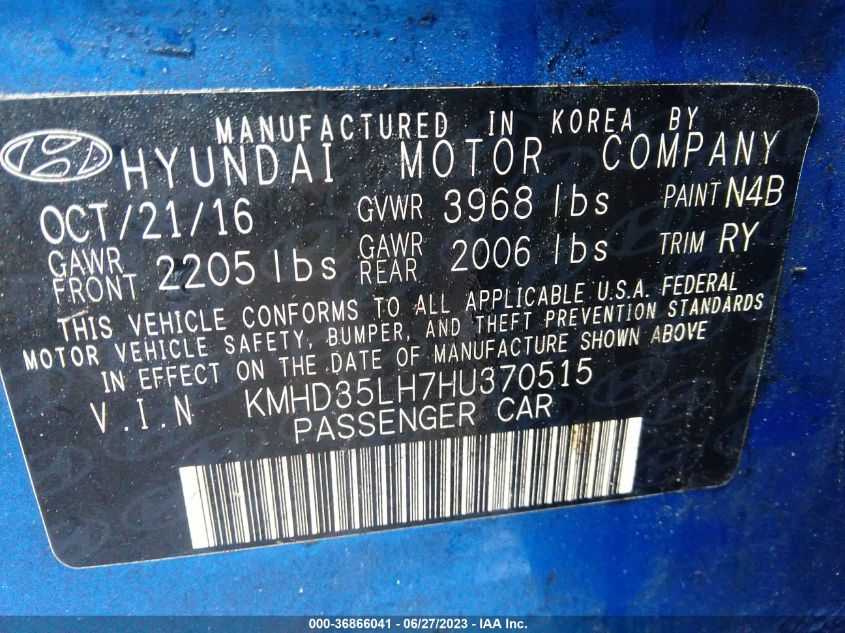 MANUFACTURED IN KOREA BY
HYUNDAI MOTOR COMPANY
OCT/21/16 GVWR 3968 lbs PAINT N4B
GAWR FRONT 2205 lbs GAWR REAR 2006 lbs TRIM RY
THIS VEHICLE CONFORMS TO ALL APPLICABLE U.S.A. FEDERAL
MOTOR VEHICLE SAFETY, BUMPER, AND THEFT PREVENTION STANDARDS
IN EFFECT ON THE DATE OF MANUFACTURE SHOWN ABOVE
V.I.N KMHD35LH7HU370515
PASSENGER CAR
000-36866041 - 06/27/2023 - IAA Inc.